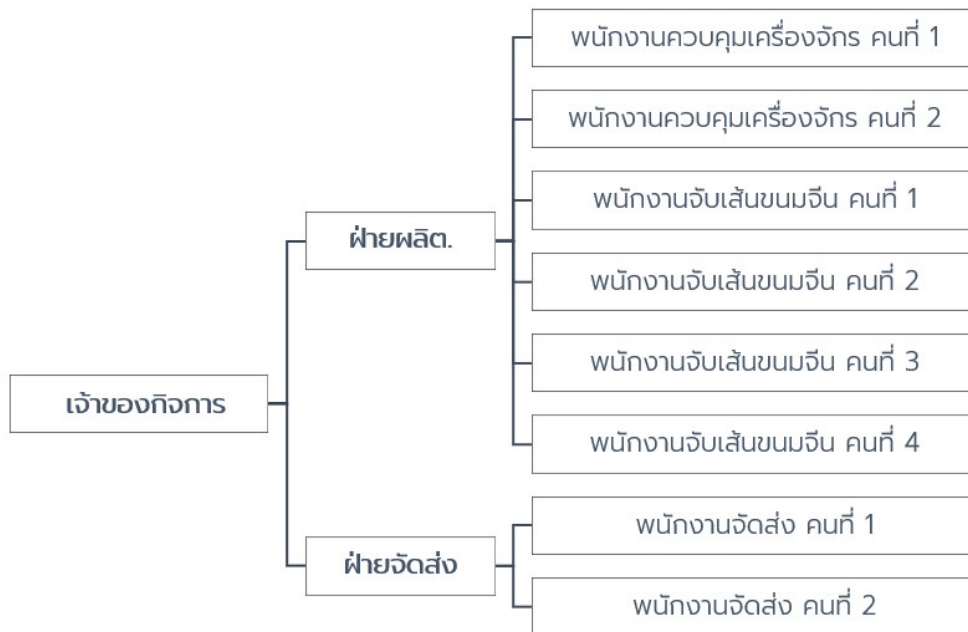 พนักงานควบคุมเครื่องจักร คนที่ 1
พนักงานควบคุมเครื่องจักร คนที่ 2
พนักงานจับเส้นขนมจีน คนที่ 1
ฝ่ายผลิต.
พนักงานจับเส้นขนมจีน คนที่ 2
พนักงานจับเส้นขนมจีน คนที่ 3
เจ้าของกิจการ
พนักงานจับเส้นขนมจีน คนที่ 4
พนักงานจัดส่ง คนที่ 1
ฝ่ายจัดส่ง
พนักงานจัดส่ง คนที่ 2